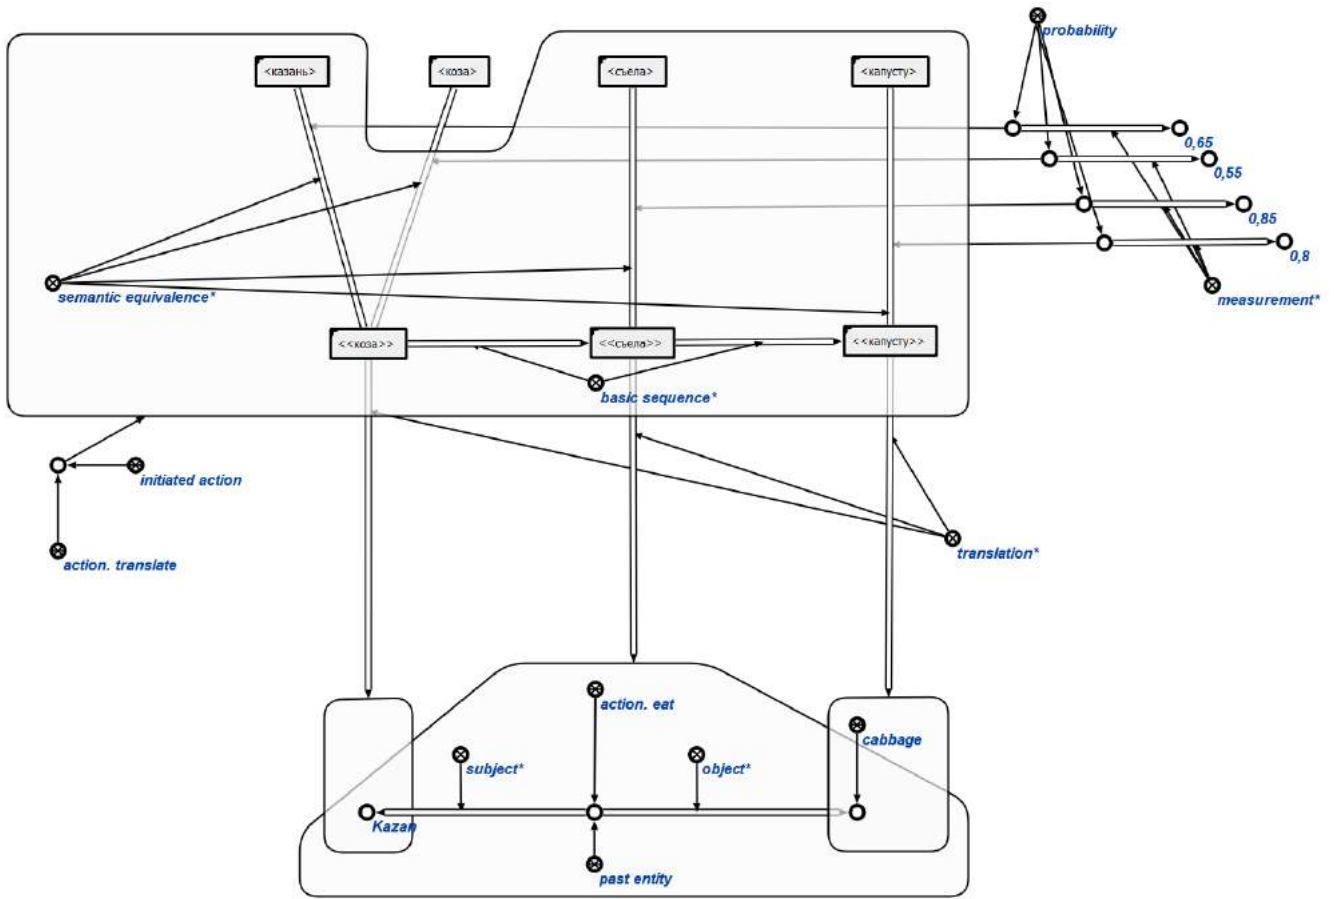 probability
<казань>
<коза>
<съела>
<капусту>
0,65
0,55
0,85
0,8
semantic equivalence*
measurement*
<<коза>>
<<съела>>
<<капусту>>
basic sequence*
initiated action
translation*
action. translate
action. eat
cabbage
subject*
object*
Kazan
past entity